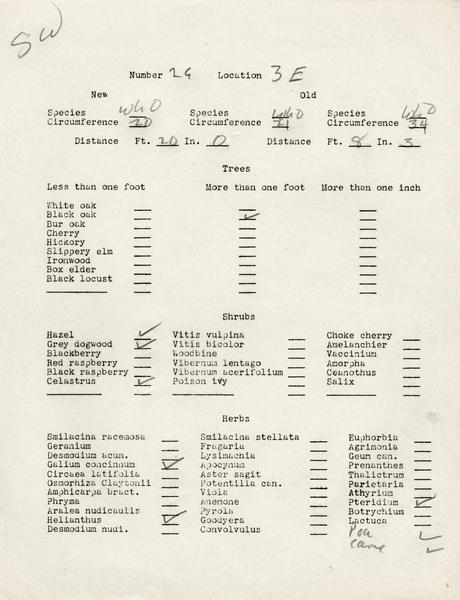 SW
Number 24 Location 3 E
New Old
Species WhO Species WhO Species WhO
Circumference 20 Circumference 21 Circumference 34
Distance Ft. 20 In. 0 Distance Ft. 8 In. 3
Trees
Less than one foot More than one foot More than one inch
White oak
Black oak ✓
Bur oak
Cherry
Hickory
Slippery elm
Ironwood
Box elder
Black locust
Shrubs
Hazel ✓ Vitis vulpina Choke cherry
Grey dogwood ✓ Vitis bicolor Amelanchier
Blackberry Woodbine Vaccinium
Red raspberry Vibernum lentago Amorpha
Black raspberry Vibernum acerifolium Ceanothus
Celastrus ✓ Poison ivy Salix
Herbs
Smilacina racemosa Smilacina stellata Euphorbia
Geranium Fragaria Agrimonia
Desmodium acum. Lysimachia Geum can.
Galium concinnum ✓ Apocynum Prenanthes
Circaea latifolia Aster sagit Thalictrum
Osmorhiza Claytonii Potentilla can. Parietaria
Amphicarpa bract. Viola Athyrium
Phryma Anemone Pteridium ✓
Aralea nudicaulis Pyrola Botrychium
Helianthus ✓ Goodyera Lactuca
Desmodium nudi. Convolvulus Poa ✓
Carex ✓